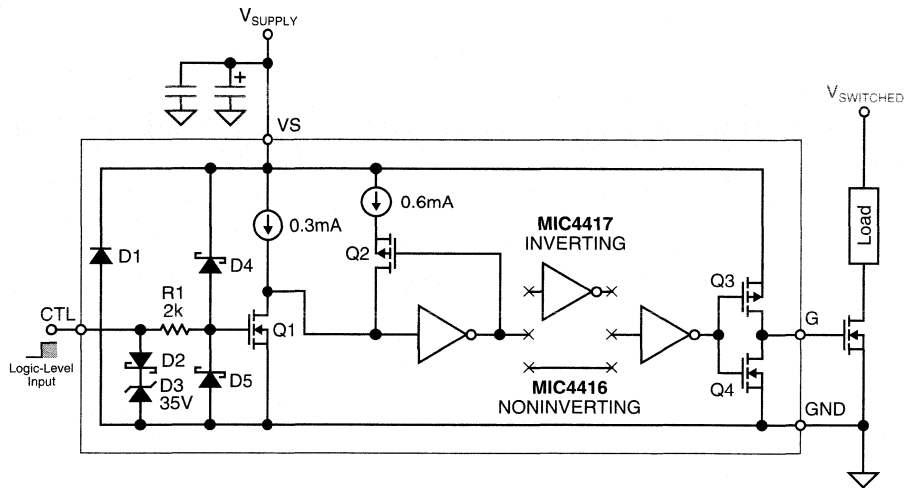 VSUPPLY
+
VS
VSWITCHED
0.3mA
0.6mA
MIC4417
INVERTING
Load
D1
D4
Q2
Q3
R1
2k
CTL
Q1
G
Logic-Level
Input
D2
D3
35V
D5
MIC4416
NONINVERTING
Q4
GND